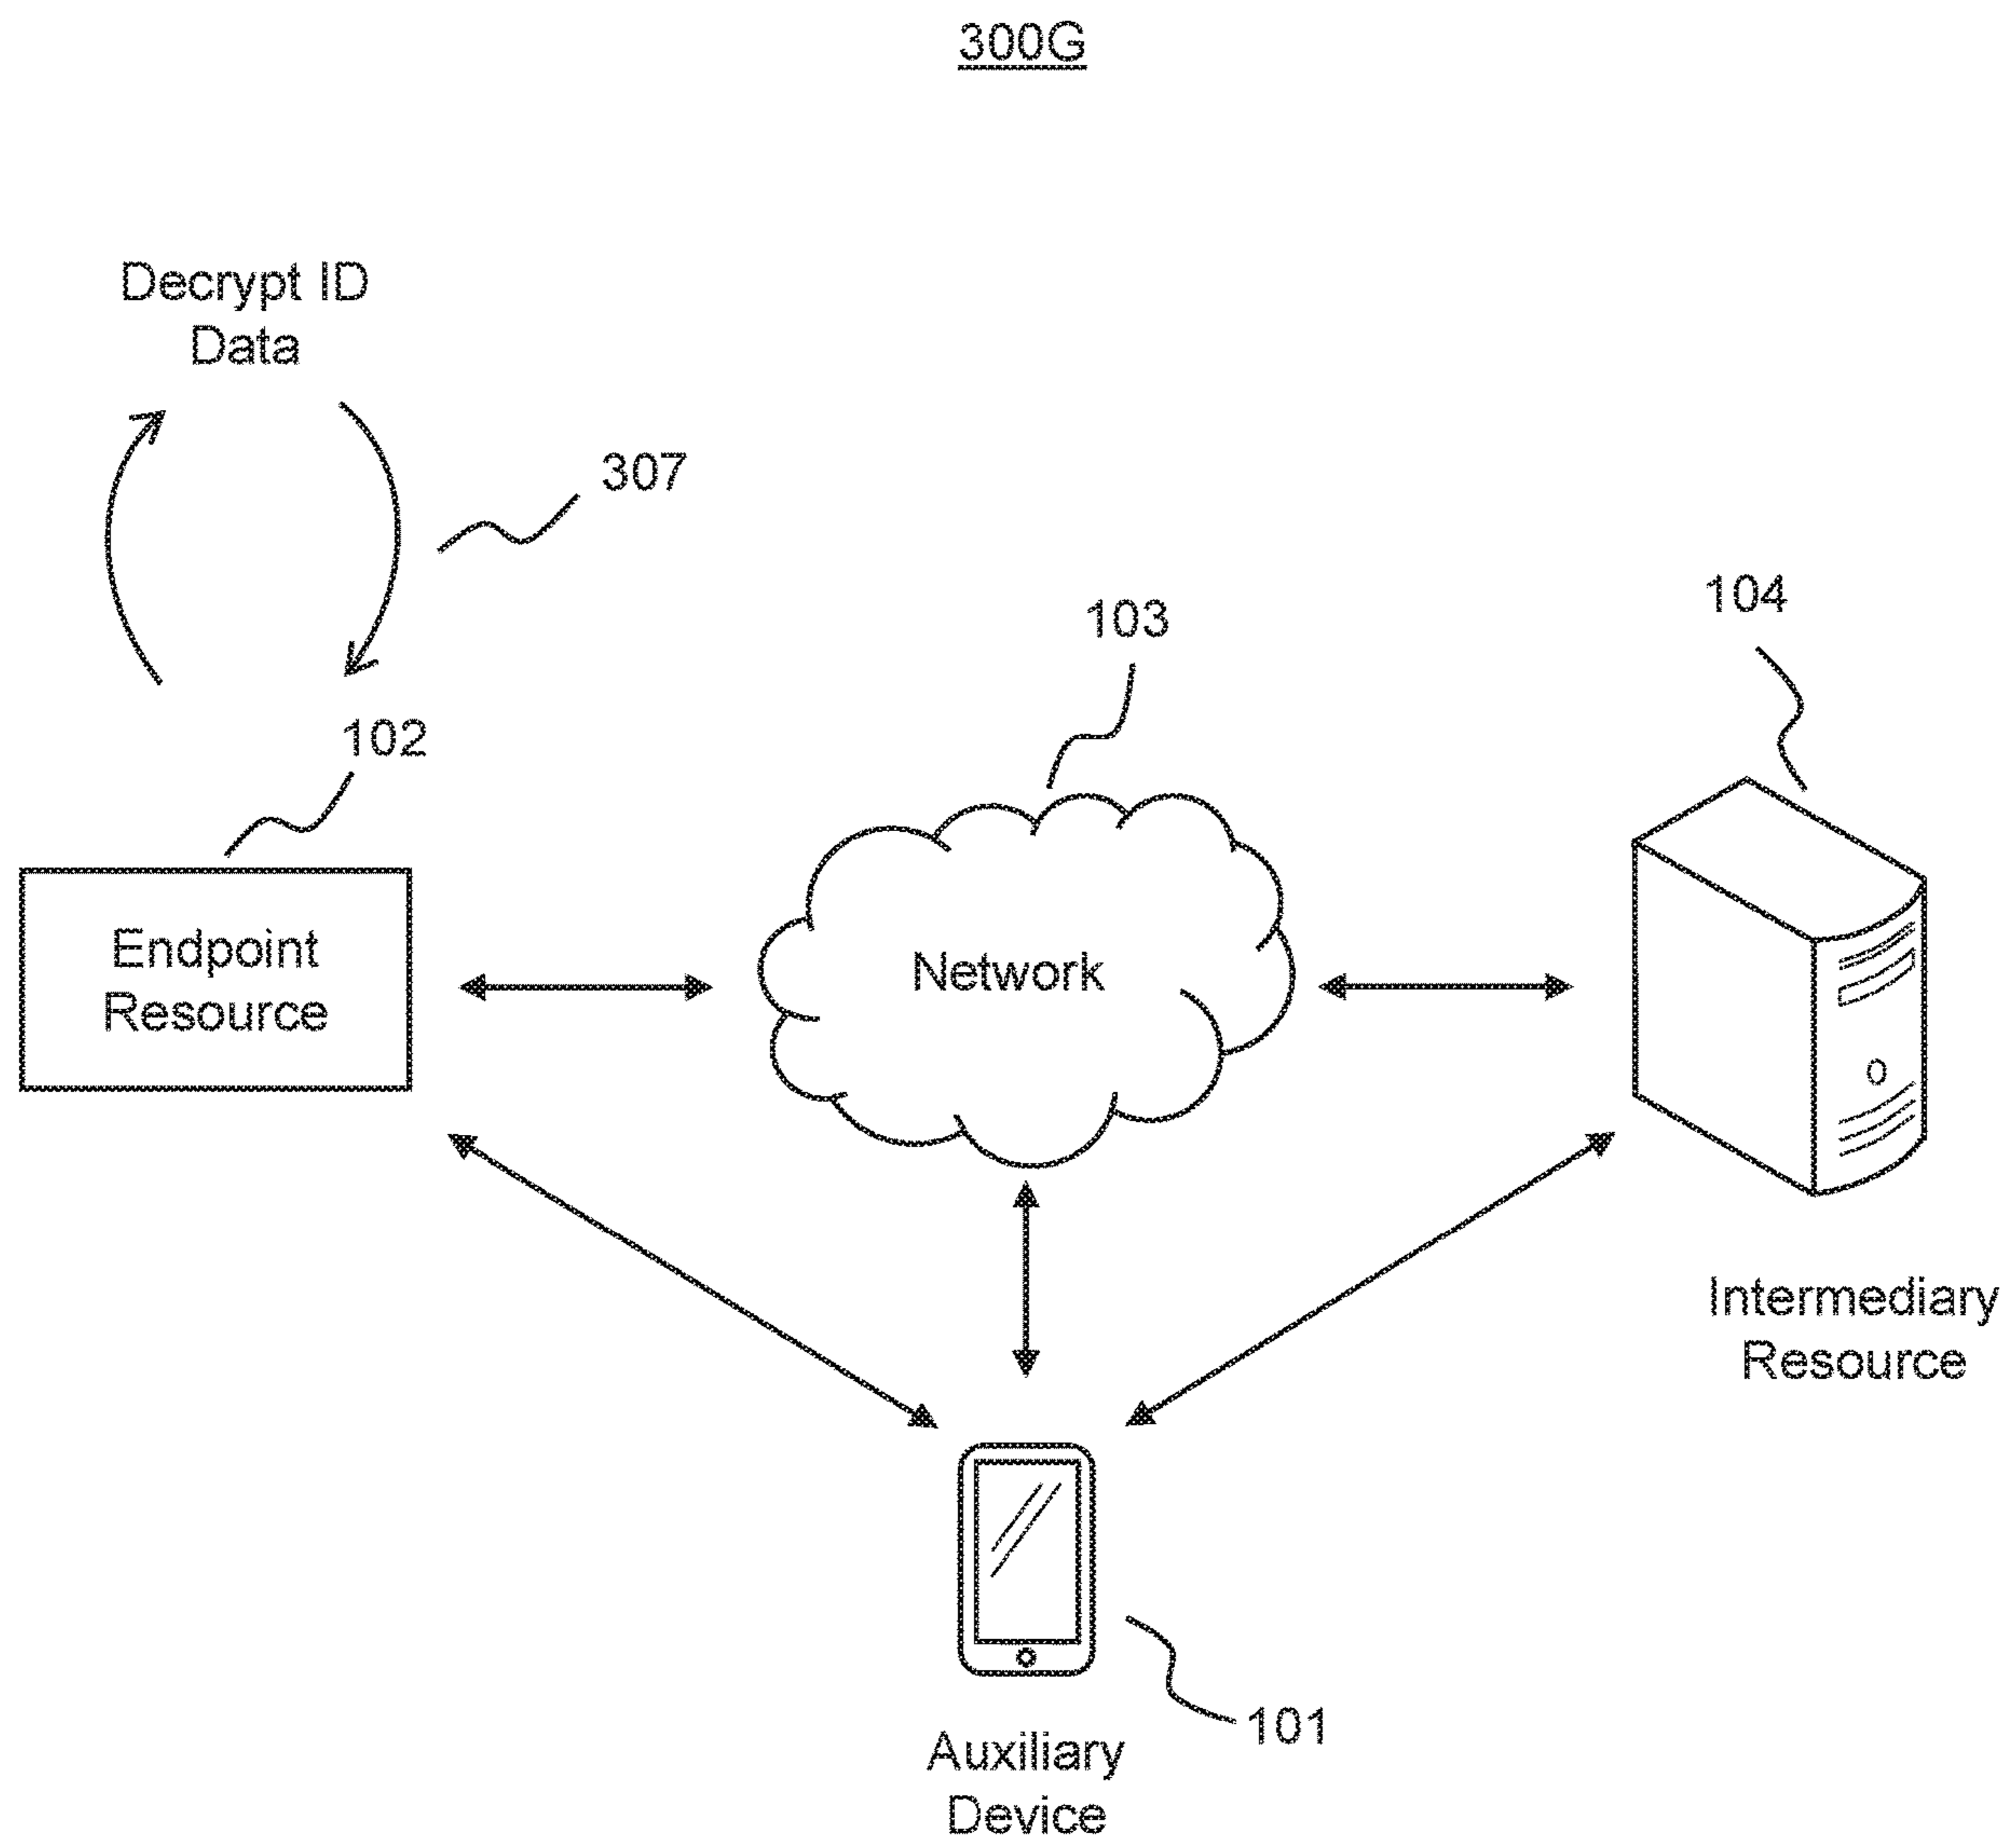 300G
Decrypt ID
Data
307
103
104
102
Endpoint
Resource
Network
Intermediary
Resource
101
Auxiliary
Device